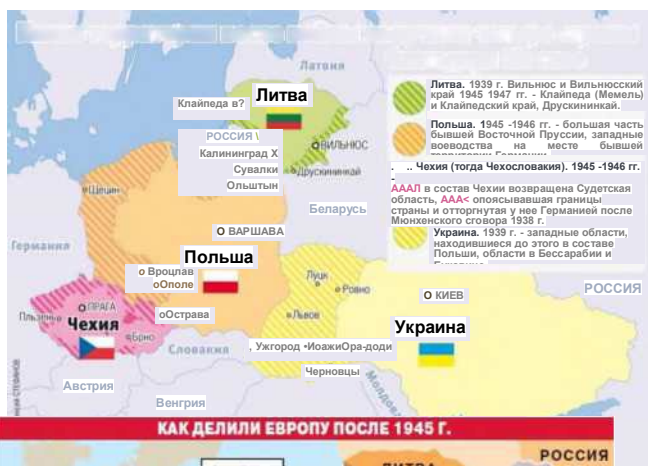 Латвия
Литва
Клайпеда в?
РОССИЯ \
Калининград X
Сувалки
Ольштын
ОВИЛЬНЮС
Друскининкай
Щецин
Беларусь
Германия
О ВАРШАВА
Польша
о Вроцлав
оОполе
Луцк
Ровно
О КИЕВ
РОССИЯ
ПРАГА
Пльзень
Чехия
Брно
оОстрава
Львов
Украина
Словакия
, Ужгород •ИоажиОра-доди
Черновцы
Австрия
Венгрия
Литва. 1939 г. Вильнюс и Вильнюсский
край 1945 1947 гг. - Клайпеда (Мемель)
и Клайпедский край, Друскининкай.
Польша. 1945 -1946 гг. - большая часть
бывшей Восточной Пруссии, западные
воеводства на месте бывшей
. .. Чехия (тогда Чехословакия). 1945 -1946 гг.
-
АААЛ в состав Чехии возвращена Судетская
область, ААА< опоясывавшая границы
страны и отторгнутая у нее Германией после
Мюнхенского сговора 1938 г.
Украина. 1939 г. - западные области,
находившиеся до этого в составе
Польши, области в Бессарабии и
КАК ДЕЛИЛИ ЕВРОПУ ПОСЛЕ 1945 Г.
РОССИЯ
ЛИТВА